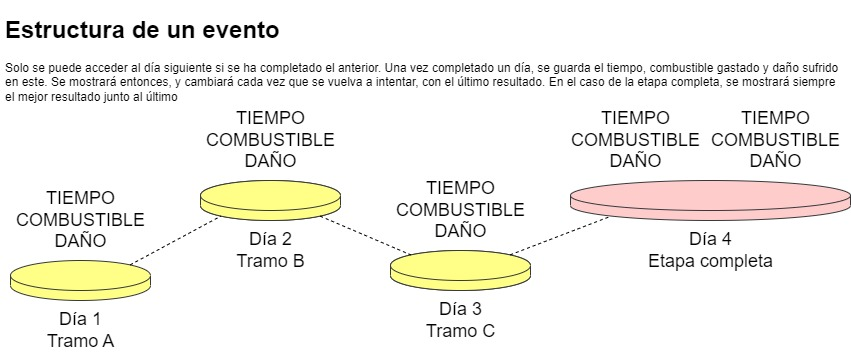 Estructura de un evento
Solo se puede acceder al día siguiente si se ha completado el anterior. Una vez completado un día, se guarda el tiempo, combustible gastado y daño sufrido
en este. Se mostrará entonces, y cambiará cada vez que se vuelva a intentar, con el último resultado. En el caso de la etapa completa, se mostrará siempre
el mejor resultado junto al último
TIEMPO
COMBUSTIBLE
DAÑO
Día 1
Tramo A
TIEMPO
COMBUSTIBLE
DAÑO
Día 2
Tramo B
TIEMPO
COMBUSTIBLE
DAÑO
Día 3
Tramo C
TIEMPO
COMBUSTIBLE
DAÑO
TIEMPO
COMBUSTIBLE
DAÑO
Día 4
Etapa completa